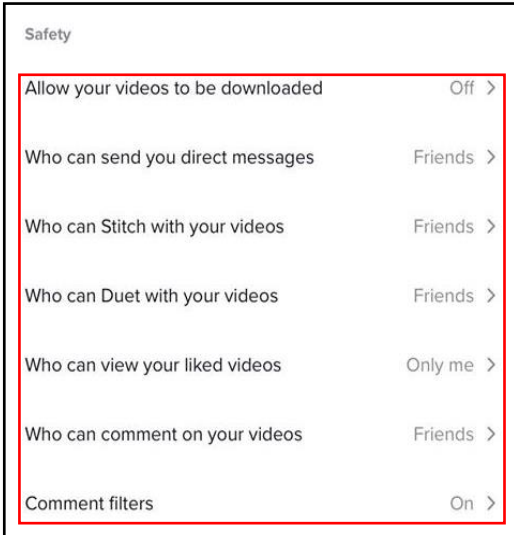 Safety
Allow your videos to be downloaded Off >
Who can send you direct messages Friends >
Who can Stitch with your videos Friends >
Who can Duet with your videos Friends >
Who can view your liked videos Only me >
Who can comment on your videos Friends >
Comment filters On >